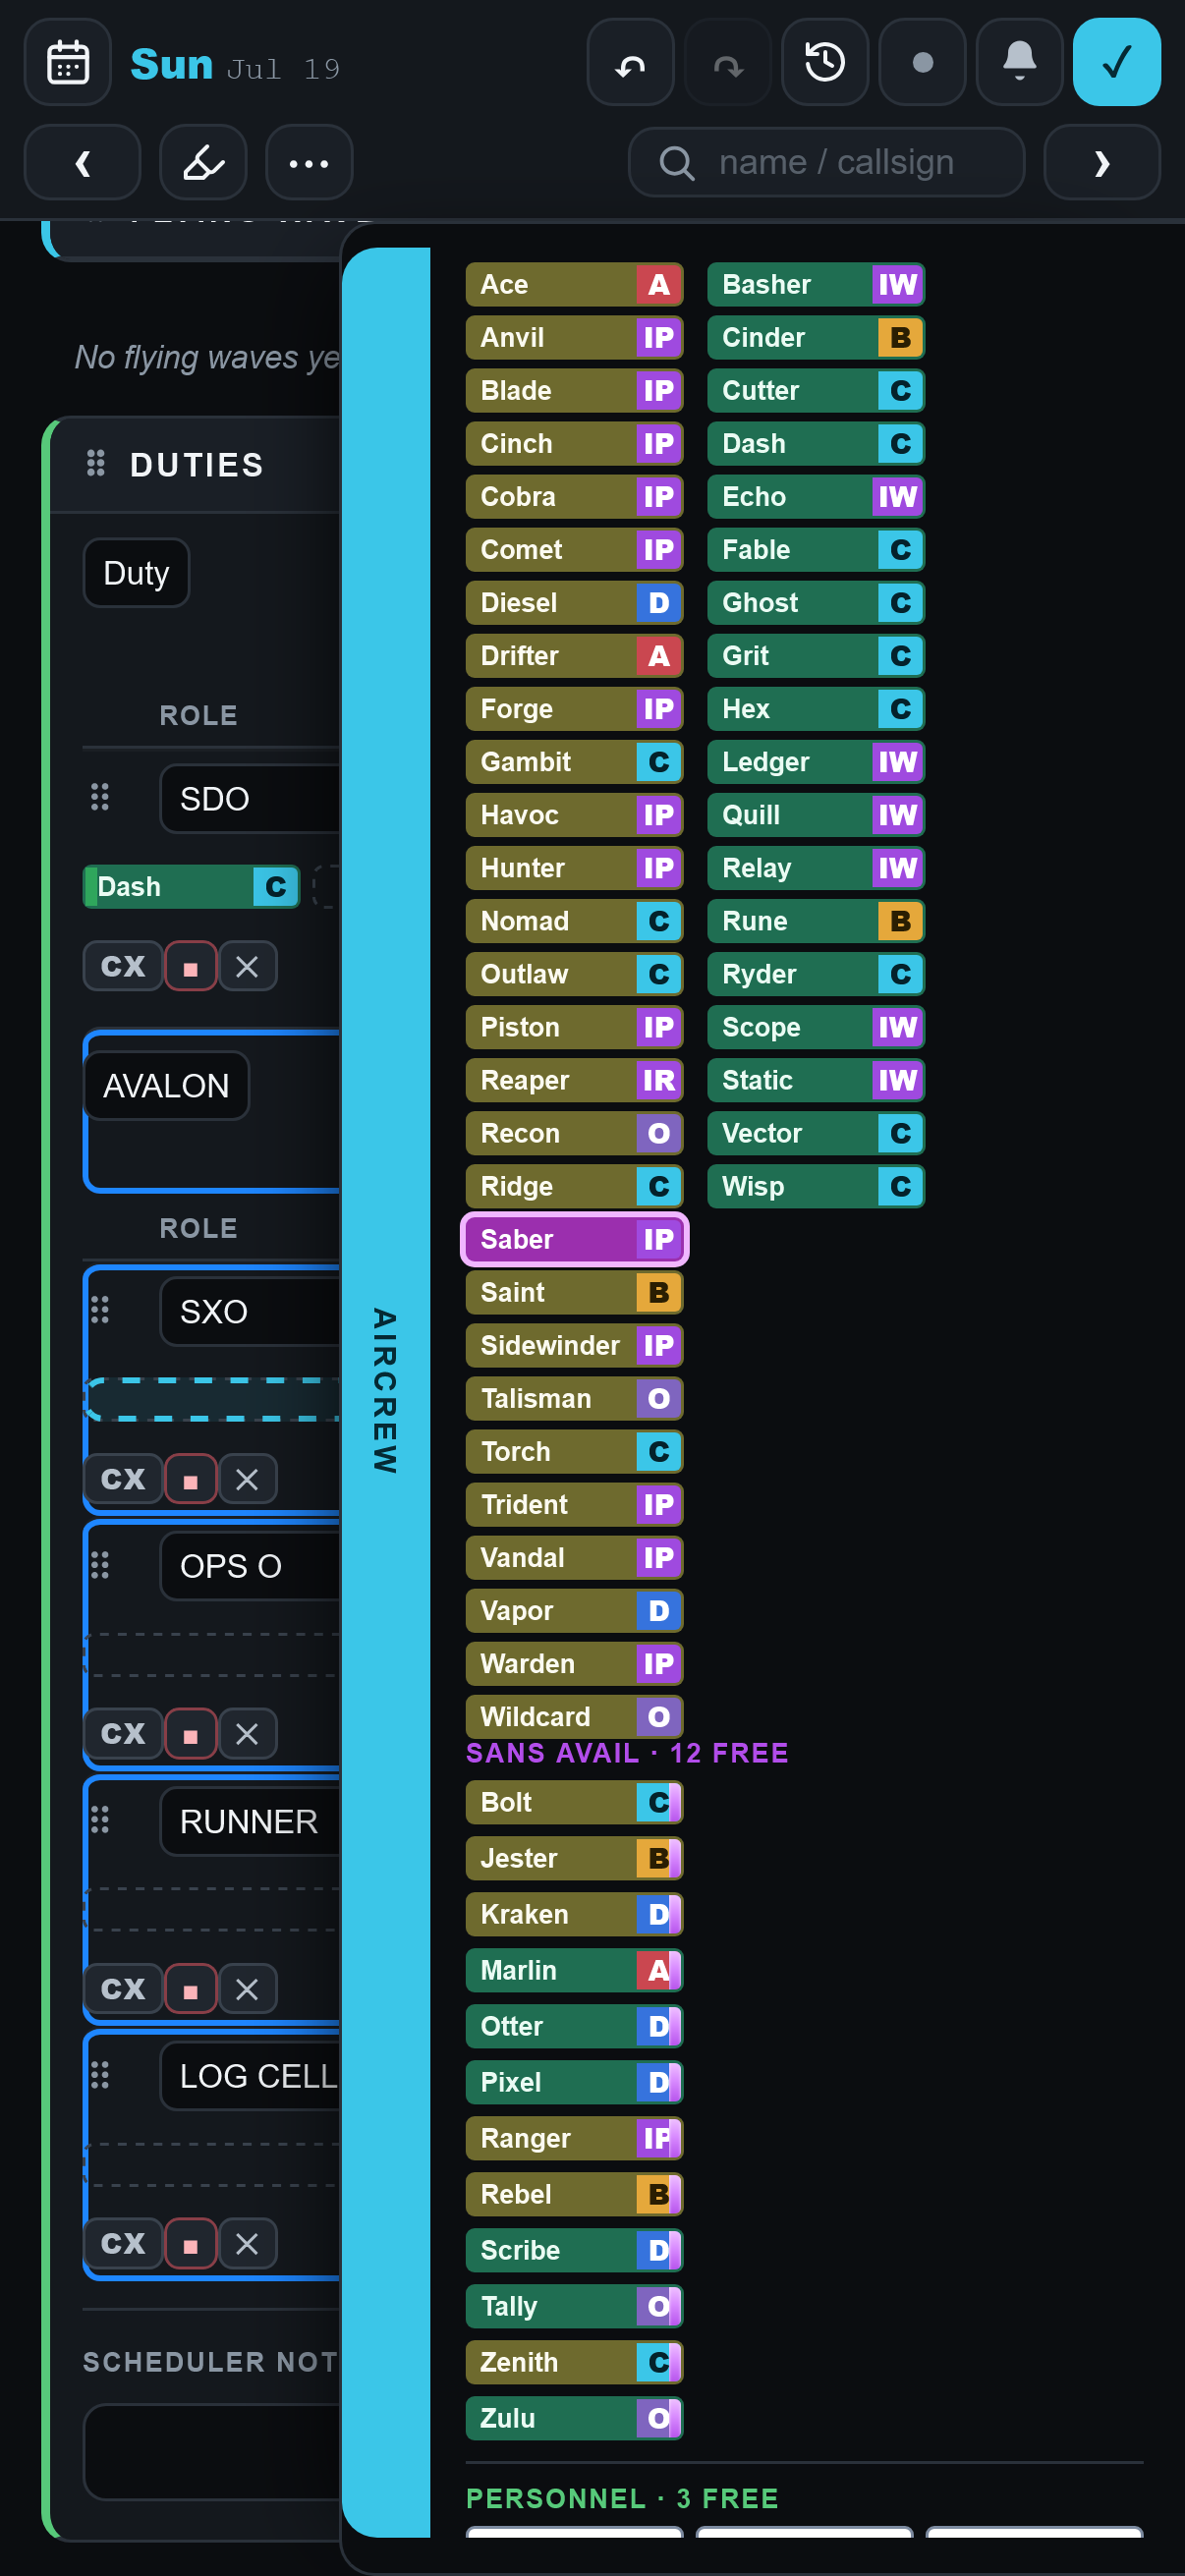 Sun Jul 19
name / callsign
No flying waves ye
DUTIES
Duty
ROLE
SDO
Dash C
CX
AVALON
ROLE
SXO
CX
OPS O
CX
RUNNER
CX
LOG CELL
CX
SCHEDULER NOT
AIRCREW
Ace A
Anvil IP
Blade IP
Cinch IP
Cobra IP
Comet IP
Diesel D
Drifter A
Forge IP
Gambit C
Havoc IP
Hunter IP
Nomad C
Outlaw C
Piston IP
Reaper IR
Recon O
Ridge C
Saber IP
Saint B
Sidewinder IP
Talisman O
Torch C
Trident IP
Vandal IP
Vapor D
Warden IP
Wildcard O
Basher IW
Cinder B
Cutter C
Dash C
Echo IW
Fable C
Ghost C
Grit C
Hex C
Ledger IW
Quill IW
Relay IW
Rune B
Ryder C
Scope IW
Static IW
Vector C
Wisp C
SANS AVAIL · 12 FREE
Bolt C
Jester B
Kraken D
Marlin A
Otter D
Pixel D
Ranger IP
Rebel B
Scribe D
Tally O
Zenith C
Zulu O
PERSONNEL · 3 FREE